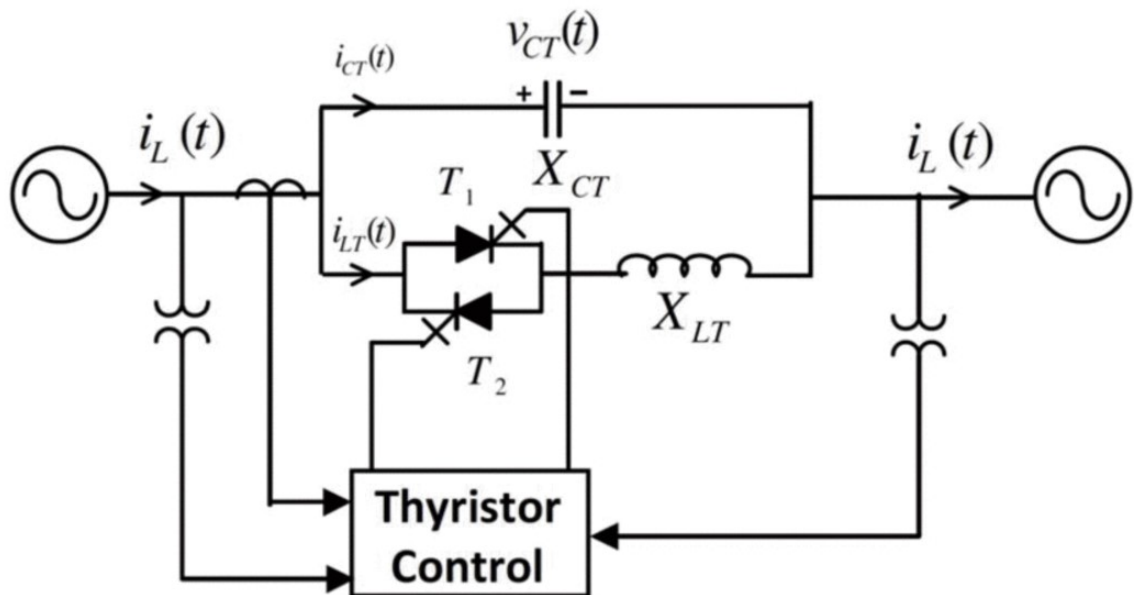 v_CT(t)
i_CT(t)
+ −
i_L(t)
i_L(t)
X_CT
T_1
i_LT(t)
X_LT
T_2
Thyristor
Control